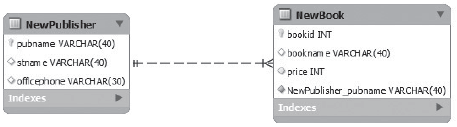 NewPublisher
pubname VARCHAR(40)
stname VARCHAR(40)
officephone VARCHAR(30)
Indexes
NewBook
bookid INT
bookname VARCHAR(40)
price INT
NewPublisher_pubname VARCHAR(40)
Indexes